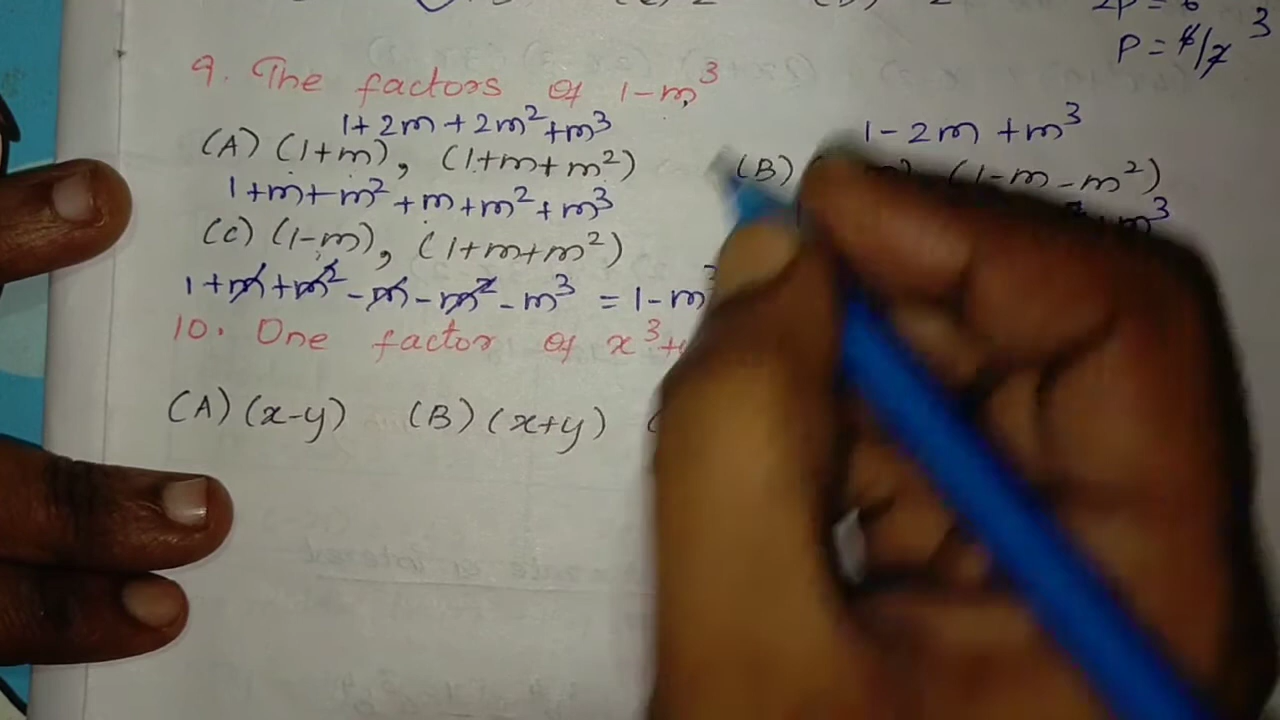 2p = 6
P = 6/2 3
9. The factors of 1-m³
1+2m+2m²+m³
1-2m+m³
(A) (1+m), (1+m+m²)
(B) (1-m-m²)
1+m+m²+m+m²+m³
+m³
(C) (1-m), (1+m+m²)
1+m+m²-m-m²-m³ = 1-m³
10. One factor of x³+
(A) (x-y) (B) (x+y)